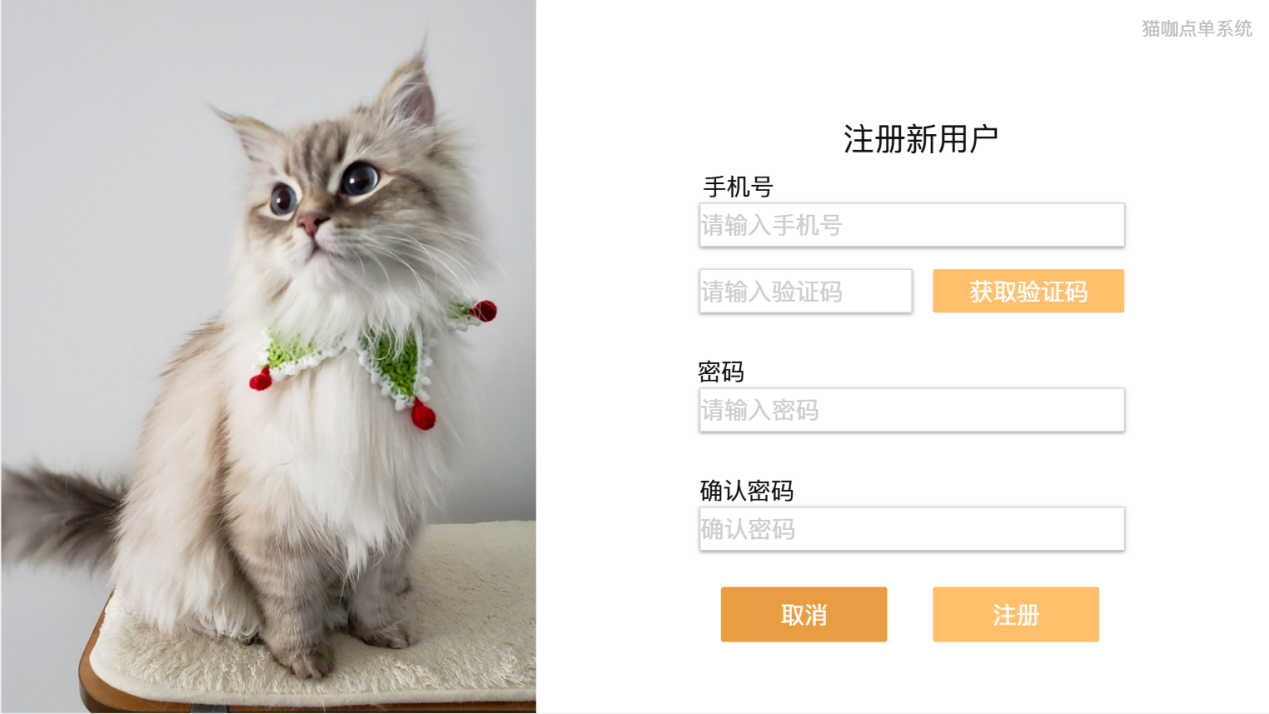 猫咖点单系统
注册新用户
手机号
请输入手机号
请输入验证码 获取验证码
密码
请输入密码
确认密码
确认密码
取消 注册